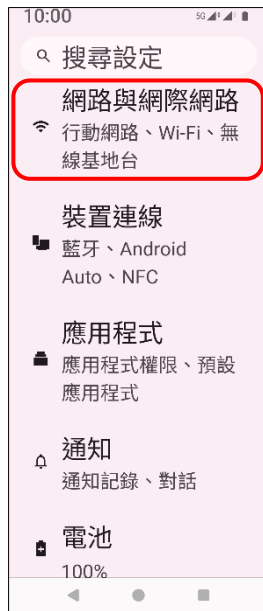 10:00 5G
搜尋設定
網路與網際網路
行動網路、Wi-Fi、無
線基地台
裝置連線
藍牙、Android
Auto、NFC
應用程式
應用程式權限、預設
應用程式
通知
通知記錄、對話
電池
100%